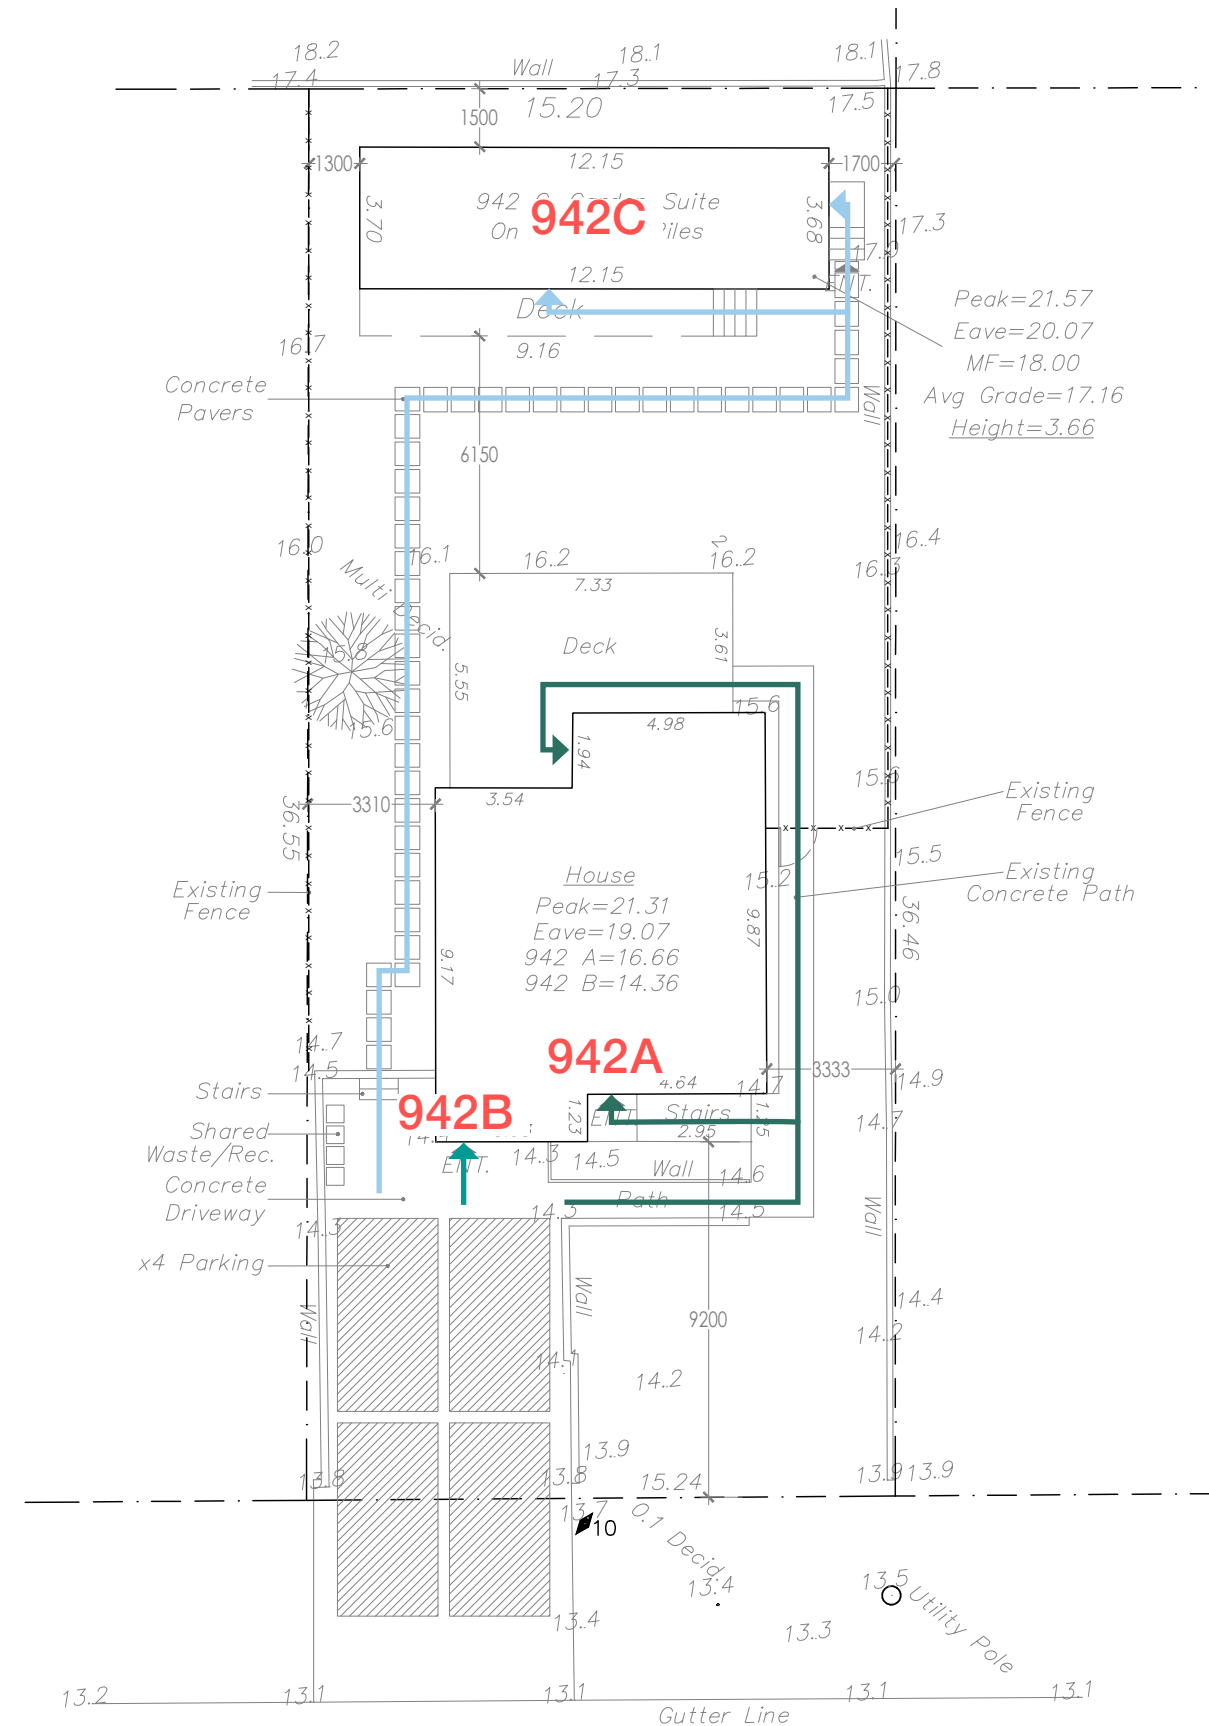 18.2
18.1
18.1
Wall
17.8
17.4
17.3
17.5
1500
15.20
1300
12.15
1700
942
Suite
942C
3.70
On
3.68
17.3
12.15
Deck
Peak=21.57
Eave=20.07
16.7
9.16
MF=18.00
Concrete
Pavers
Avg Grade=17.16
Wall
Height=3.66
6150
16.0
16.1
16.2
2
16.2
16.4
16.3
Multi Decid.
7.33
15.8
Deck
3.61
5.55
15.6
15.6
4.98
1.94
15.6
3310
3.54
Existing
Fence
36.55
15.5
Existing
Fence
House
15.2
Existing
Concrete Path
Peak=21.31
Eave=19.07
9.87
36.46
942 A=16.66
942 B=14.36
9.17
15.0
14.7
942A
14.5
3333
4.64
14.7
14.9
Stairs
942B
ENT.
Stairs
1.23
1.25
14.7
Shared
Waste/Rec.
2.95
ENT.
14.3
14.5
Wall
14.6
Concrete
Driveway
Path
14.3
14.3
14.5
Wall
x4 Parking
Wall
Wall
9200
14.4
14.2
14.1
14.2
13.9
13.8
13.8
15.24
13.9
13.9
13.7
10
0.1 Decid.
13.4
13.5
Utility Pole
13.4
13.3
13.2
13.1
13.1
13.1
13.1
Gutter Line